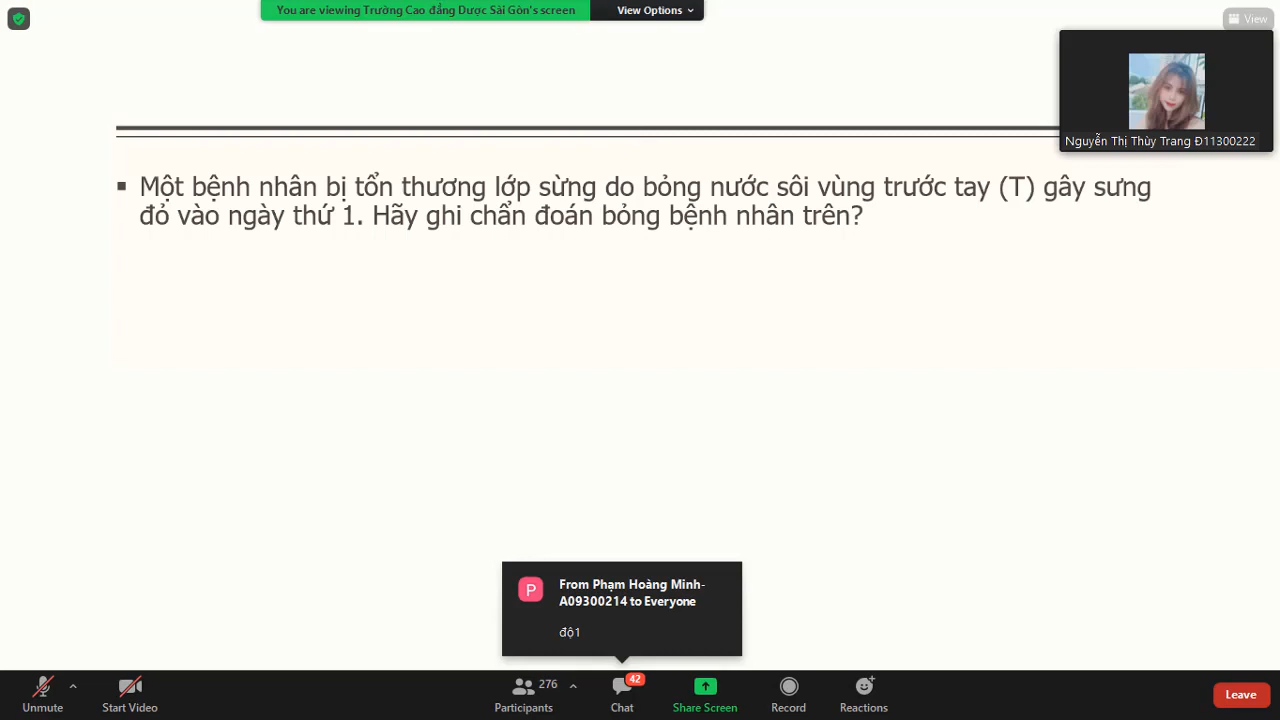 You are viewing Trường Cao đẳng Dược Sài Gòn's screen
View Options
View
Nguyễn Thị Thùy Trang Đ11300222
▪ Một bệnh nhân bị tổn thương lớp sừng do bỏng nước sôi vùng trước tay (T) gây sưng
đỏ vào ngày thứ 1. Hãy ghi chẩn đoán bỏng bệnh nhân trên?
P
From Phạm Hoàng Minh-
A09300214 to Everyone
độ1
Unmute
Start Video
276
Participants
42
Chat
Share Screen
Record
Reactions
Leave